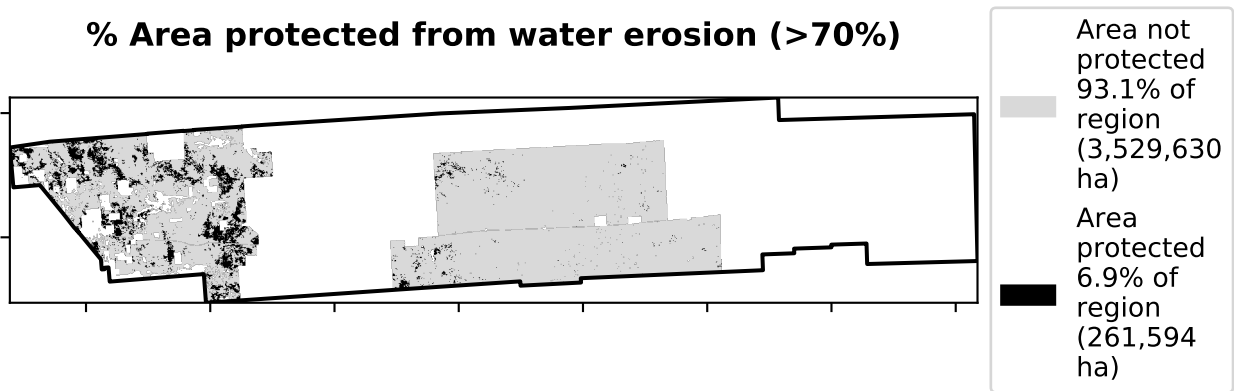 % Area protected from water erosion (>70%)
Area not
protected
93.1% of
region
(3,529,630
ha)
Area
protected
6.9% of
region
(261,594
ha)